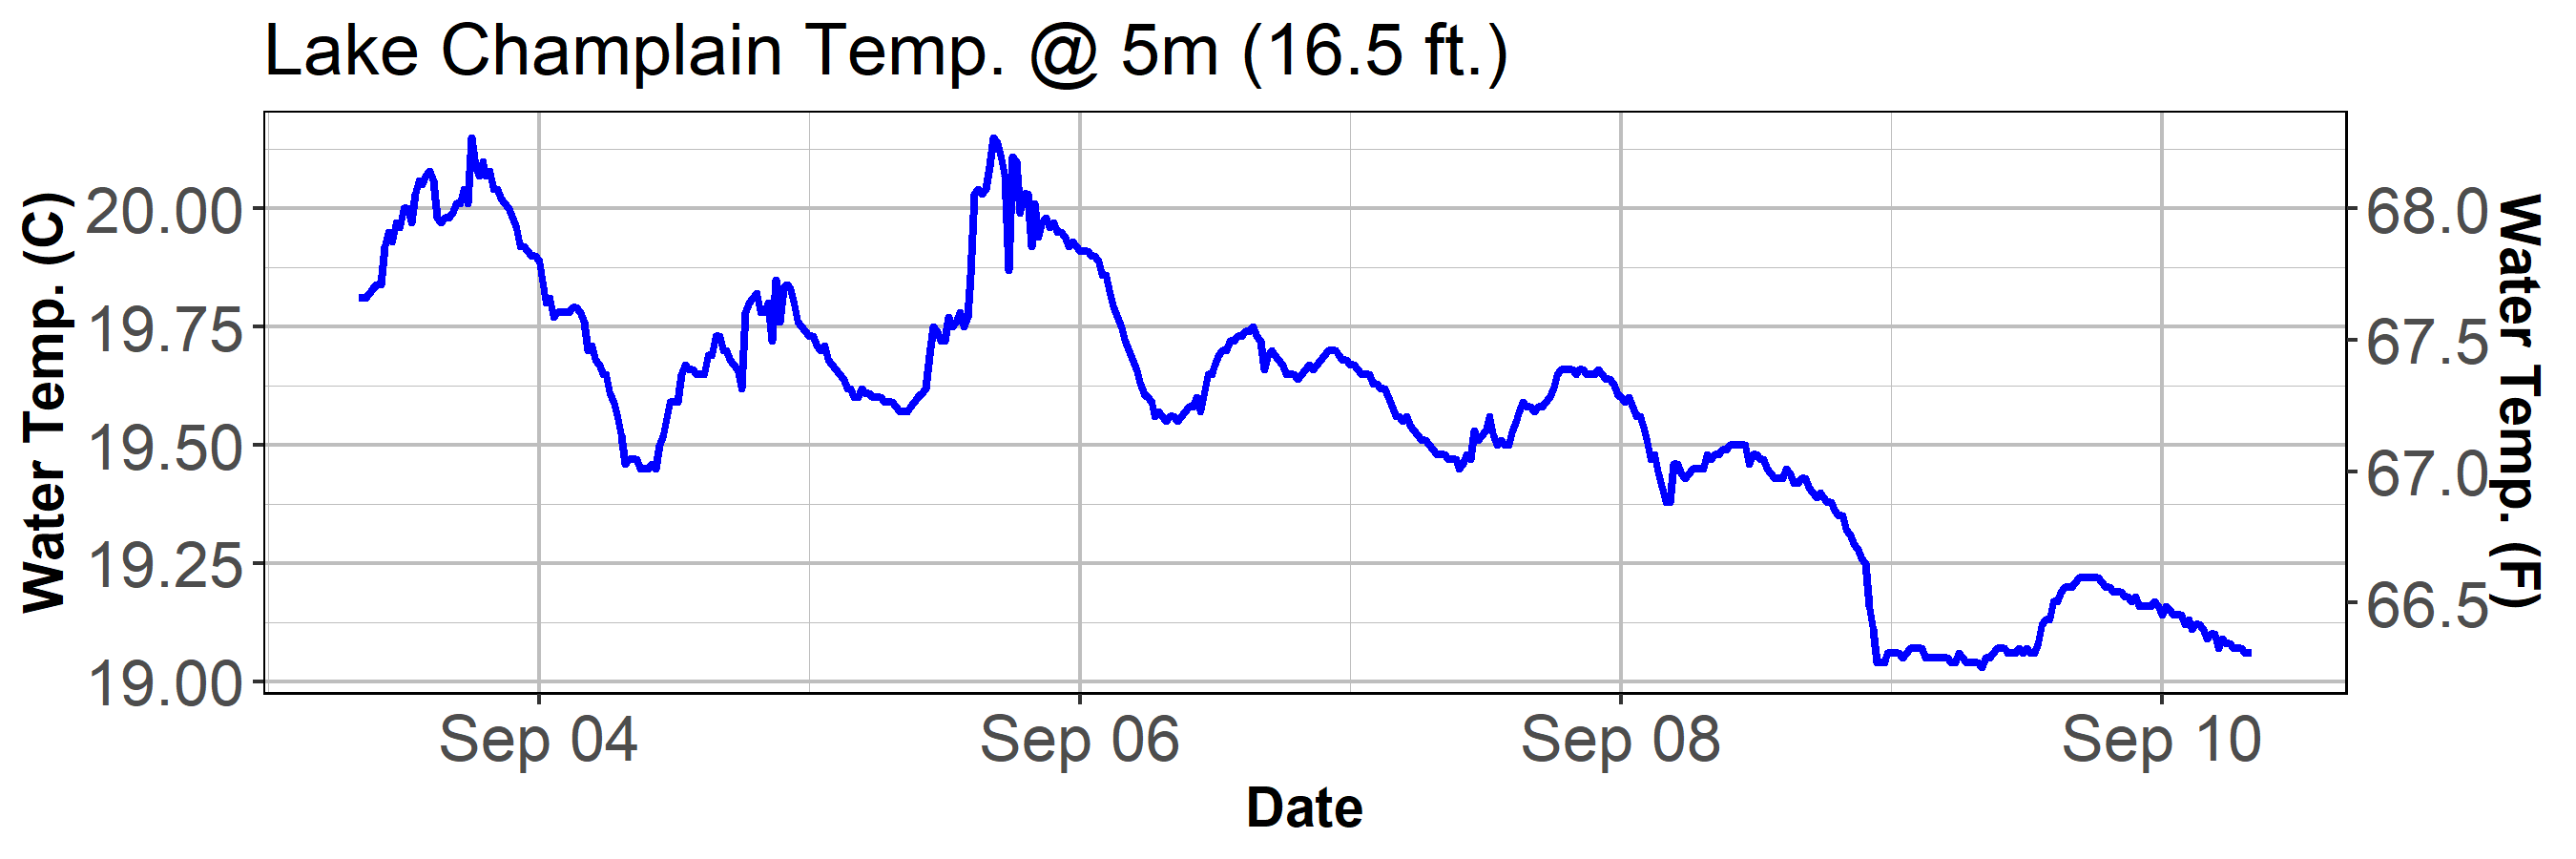 Lake Champlain Temp. @ 5m (16.5 ft.)
Water Temp. (C)
20.00
19.75
19.50
19.25
19.00
68.0
67.5
67.0
66.5
Water Temp. (F)
Sep 04
Sep 06
Sep 08
Sep 10
Date